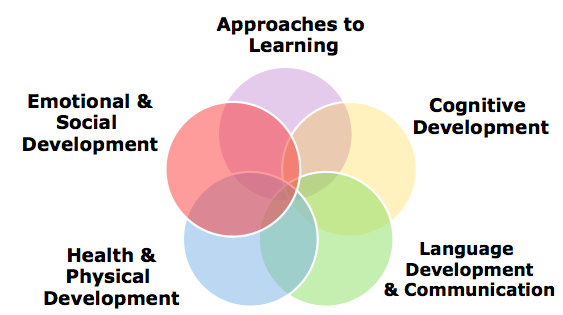 Approaches to
Learning
Emotional &
Social
Development
Cognitive
Development
Health &
Physical
Development
Language
Development
& Communication